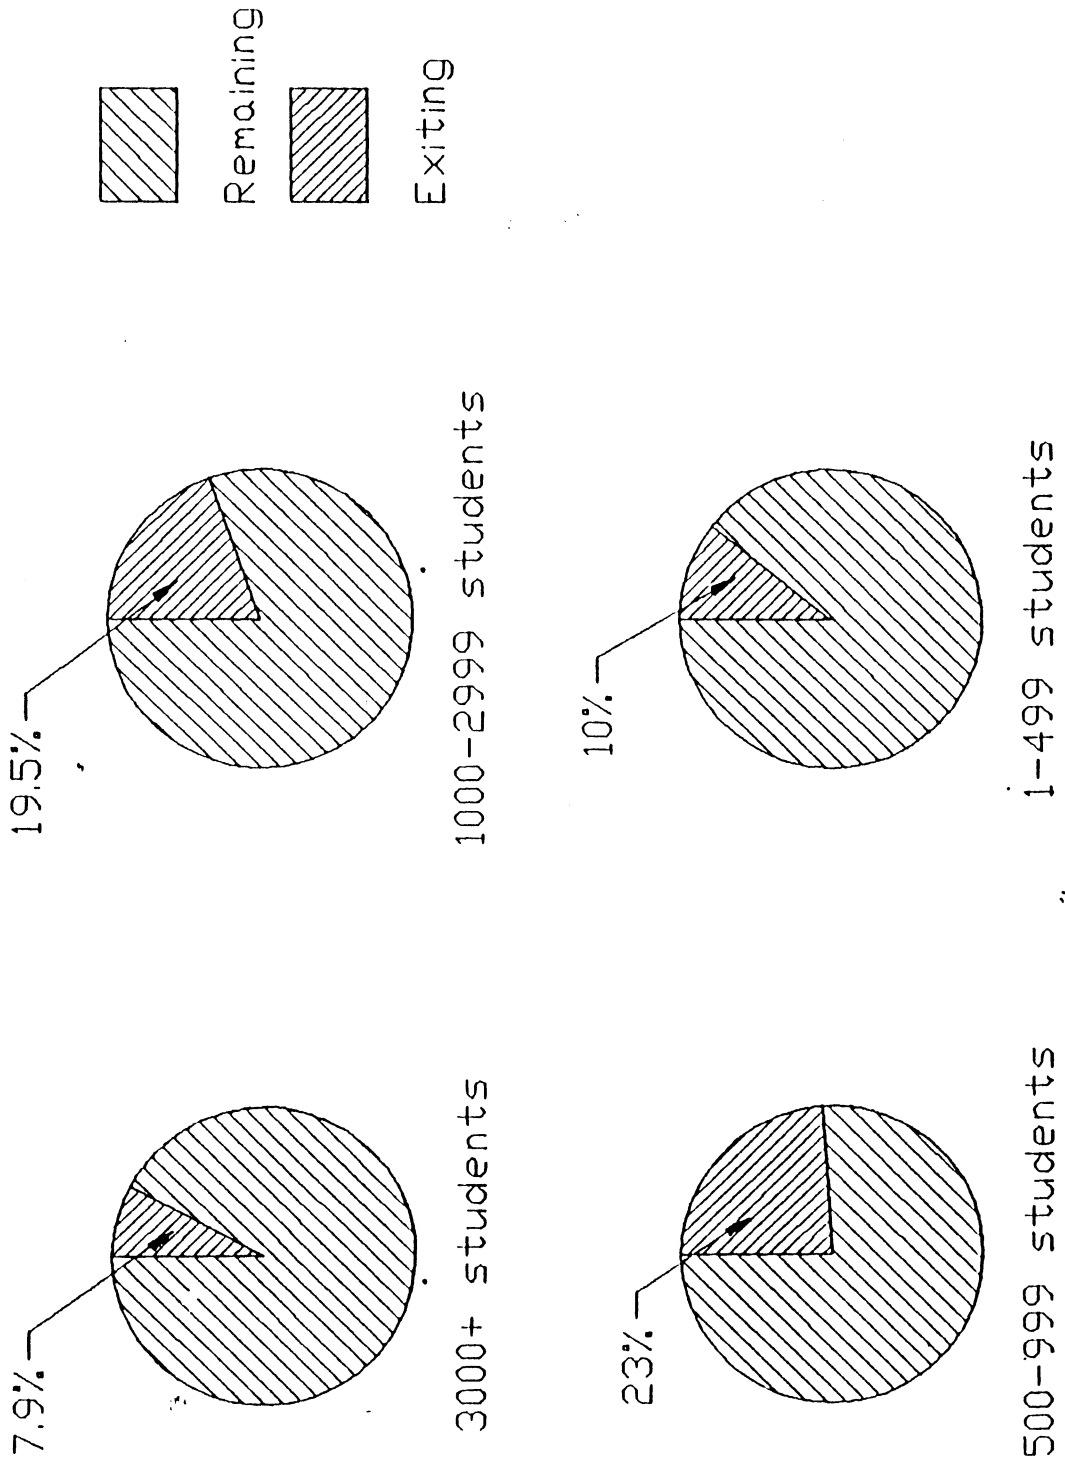 7.9%
19.5%
Remaining
Exiting
3000+ students
1000-2999 students
23%
10%
500-999 students
1-499 students